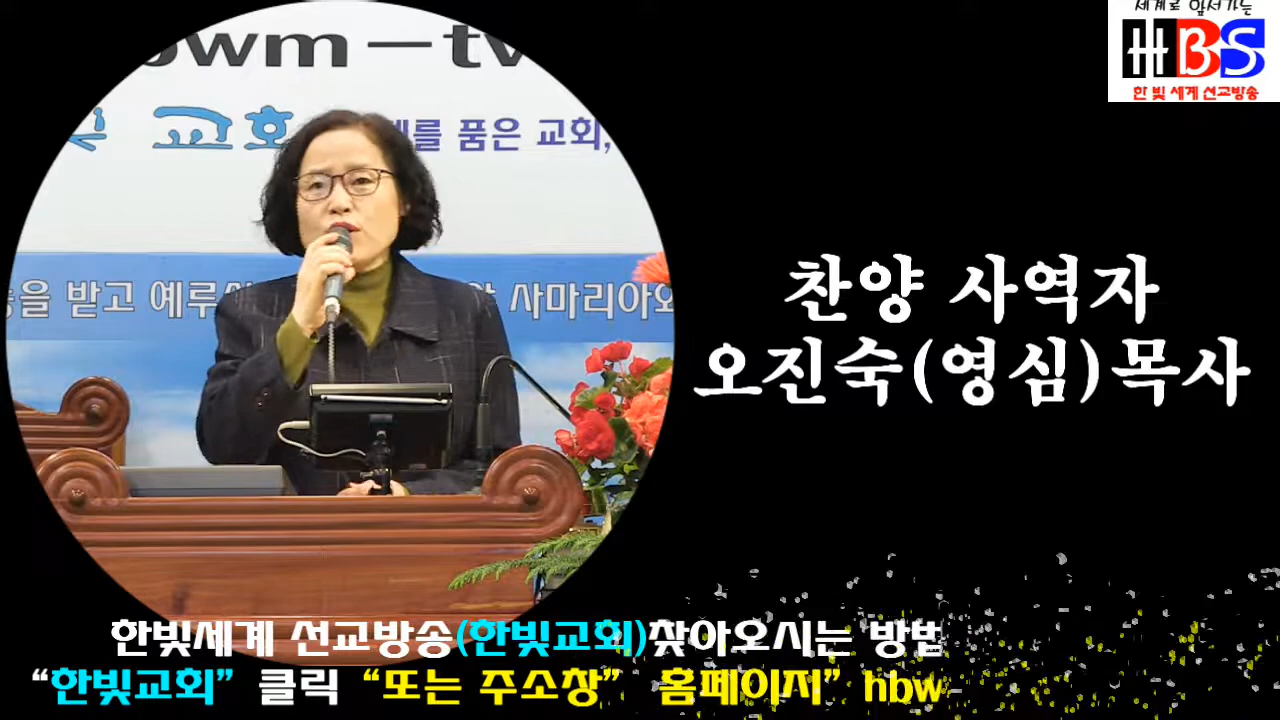 세계로 앞서가는
HBS
한 빛 세계 선교방송
bwm-tv
교회
를 품은 교회,
을 받고 예루
사마리아와
찬양 사역자
오진숙(영심)목사
한빛세계 선교방송(한빛교회)찾아오시는 방법
“한빛교회” 클릭 “또는 주소창” 홈페이지” hbw